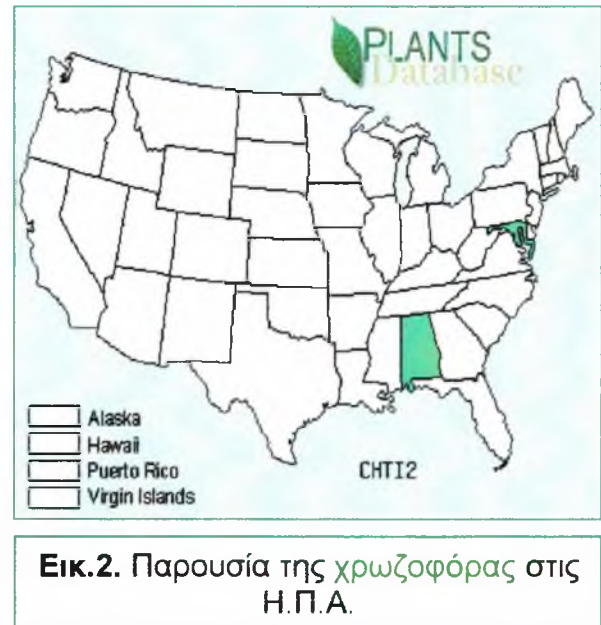 PLANTS
Database
Alaska
Hawaii
Puerto Rico
Virgin Islands
CHTI2
Εικ.2. Παρουσία της χρωζοφόρας στις
Η.Π.Α.